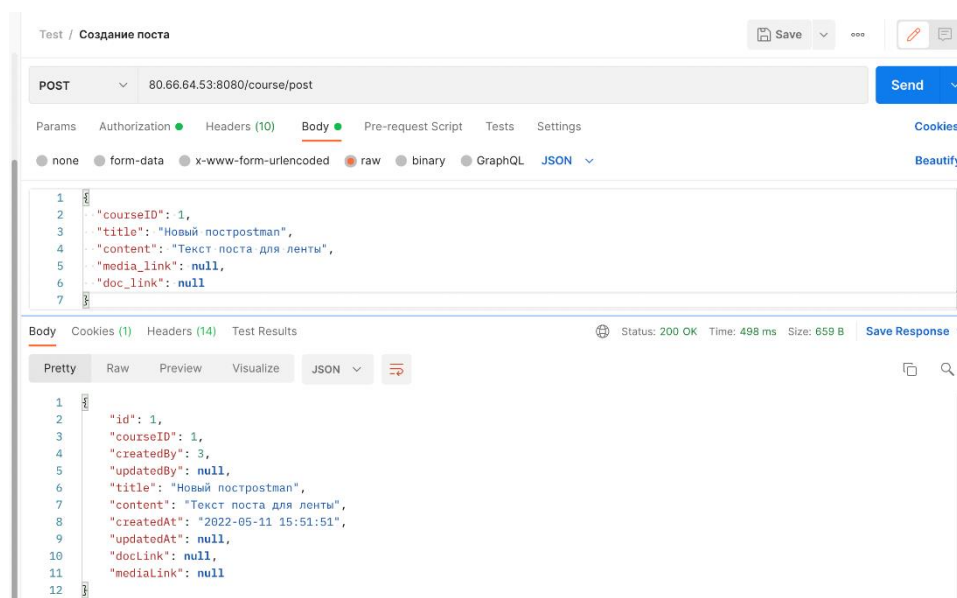 Test / Создание поста
Save
POST 80.66.64.53:8080/course/post Send
Params Authorization Headers (10) Body Pre-request Script Tests Settings Cookies
none form-data x-www-form-urlencoded raw binary GraphQL JSON Beautify
1 {
2 "courseID": 1,
3 "title": "Новый пострostman",
4 "content": "Текст поста для ленты",
5 "media_link": null,
6 "doc_link": null
7 }
Body Cookies (1) Headers (14) Test Results Status: 200 OK Time: 498 ms Size: 659 B Save Response
Pretty Raw Preview Visualize JSON
1 {
2 "id": 1,
3 "courseID": 1,
4 "createdBy": 3,
5 "updatedBy": null,
6 "title": "Новый пострostman",
7 "content": "Текст поста для ленты",
8 "createdAt": "2022-05-11 15:51:51",
9 "updatedAt": null,
10 "docLink": null,
11 "mediaLink": null
12 }